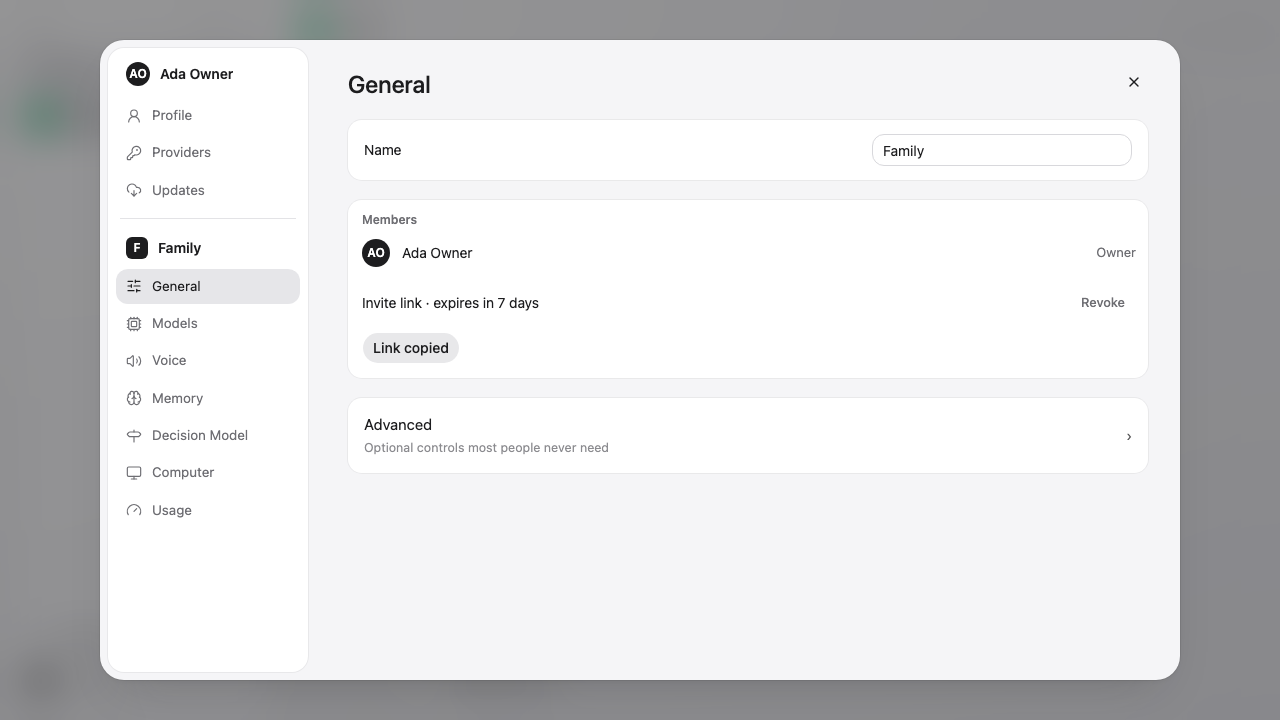 AO Ada Owner
Profile
Providers
Updates
F Family
General
Models
Voice
Memory
Decision Model
Computer
Usage
General
Name Family
Members
AO Ada Owner Owner
Invite link · expires in 7 days Revoke
Link copied
Advanced
Optional controls most people never need